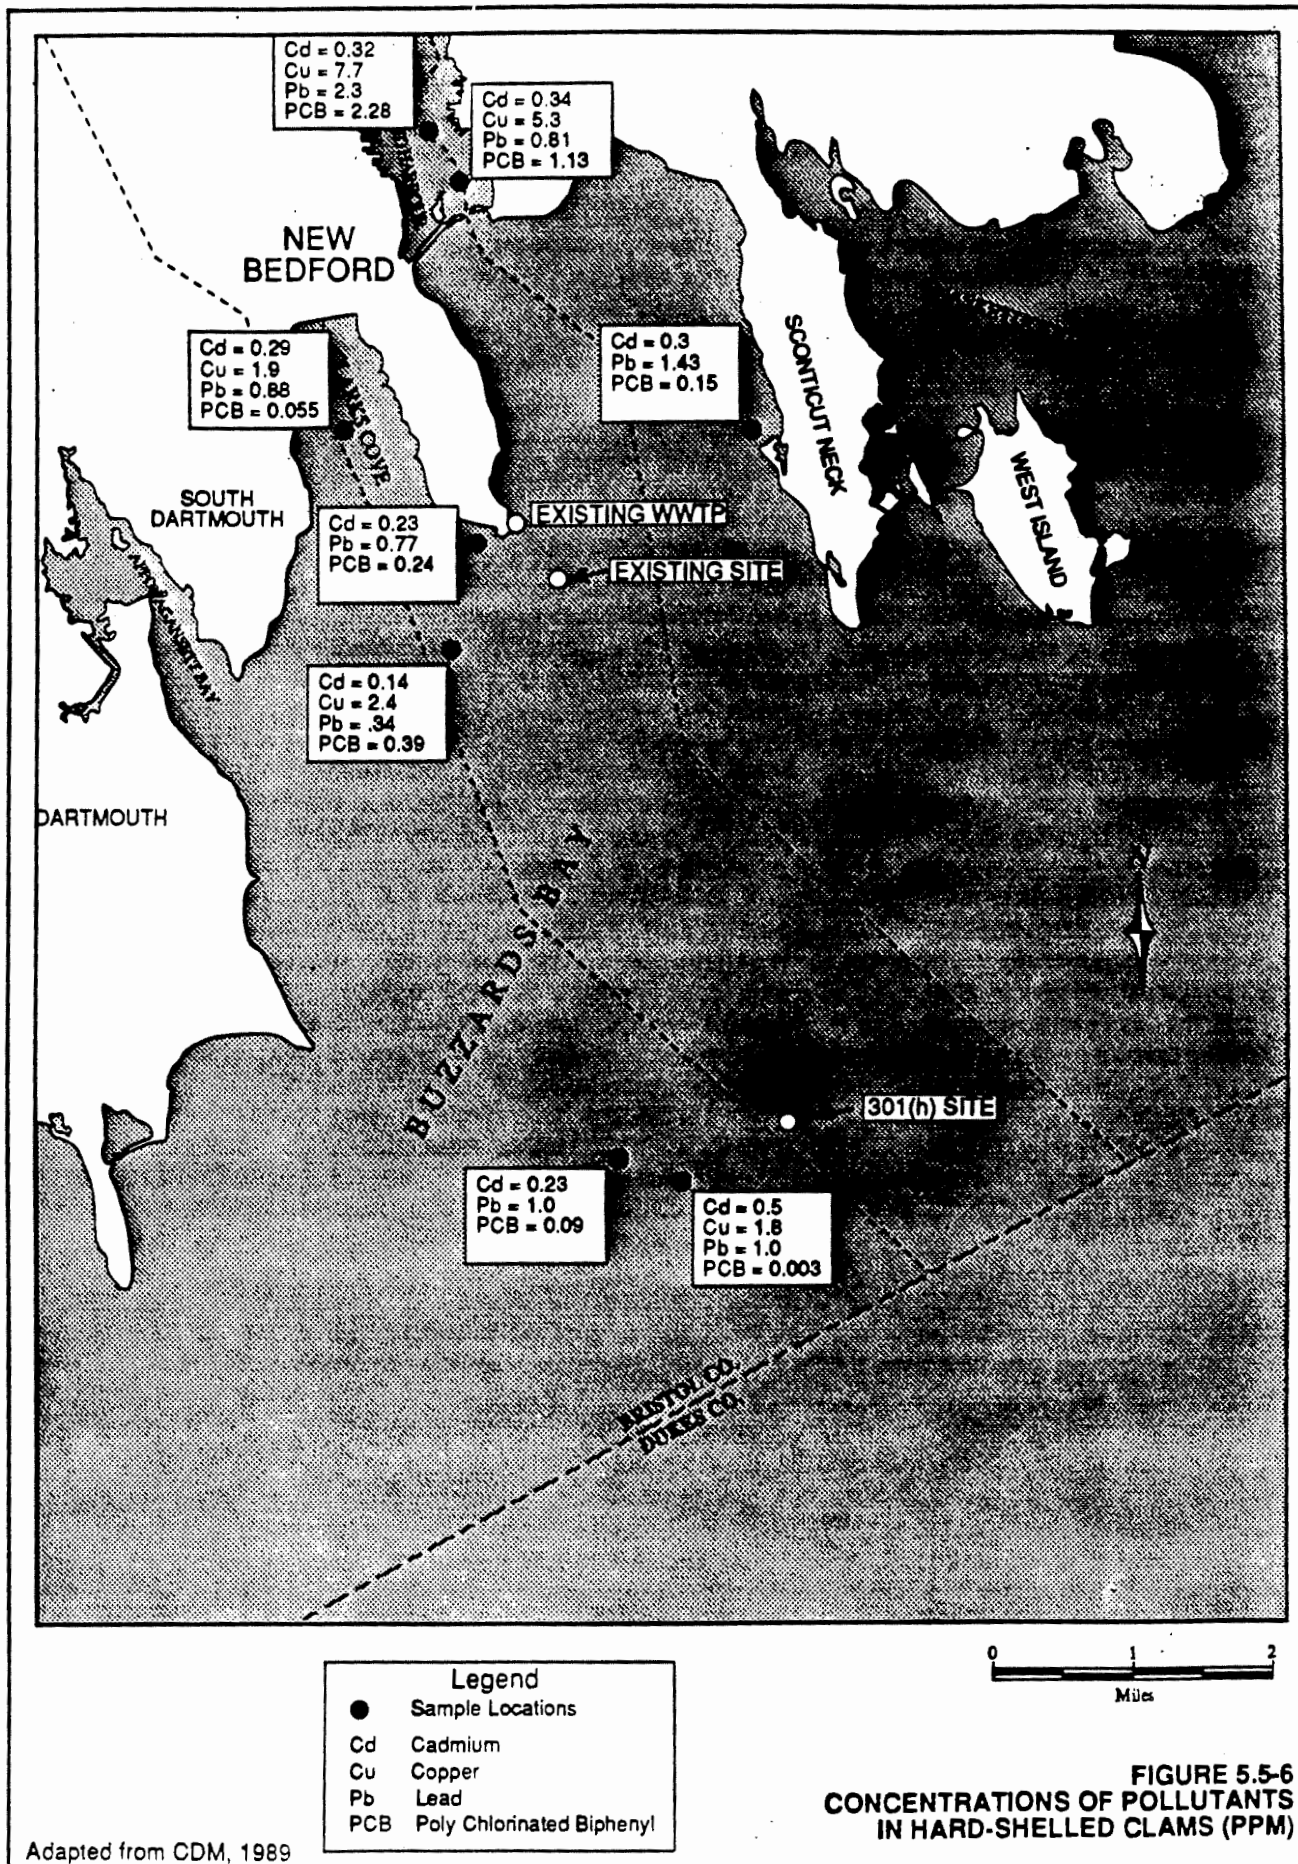 Cd = 0.32
Cu = 7.7
Pb = 2.3
PCB = 2.28
Cd = 0.34
Cu = 5.3
Pb = 0.81
PCB = 1.13
NEW
BEDFORD
Cd = 0.29
Cu = 1.9
Pb = 0.88
PCB = 0.055
Cd = 0.3
Pb = 1.43
PCB = 0.15
SCONTICUT NECK
WEST ISLAND
SOUTH
DARTMOUTH
COVE
EXISTING WWTP
Cd = 0.23
Pb = 0.77
PCB = 0.24
EXISTING SITE
BAY
Cd = 0.14
Cu = 2.4
Pb = .34
PCB = 0.39
DARTMOUTH
BUZZARDS BAY
301(h) SITE
Cd = 0.23
Pb = 1.0
PCB = 0.09
Cd = 0.5
Cu = 1.8
Pb = 1.0
PCB = 0.003
BRISTOL CO.
DUKES CO.
0 1 2
Miles
Legend
Sample Locations
Cd Cadmium
Cu Copper
Pb Lead
PCB Poly Chlorinated Biphenyl
FIGURE 5.5-6
CONCENTRATIONS OF POLLUTANTS
IN HARD-SHELLED CLAMS (PPM)
Adapted from CDM, 1989